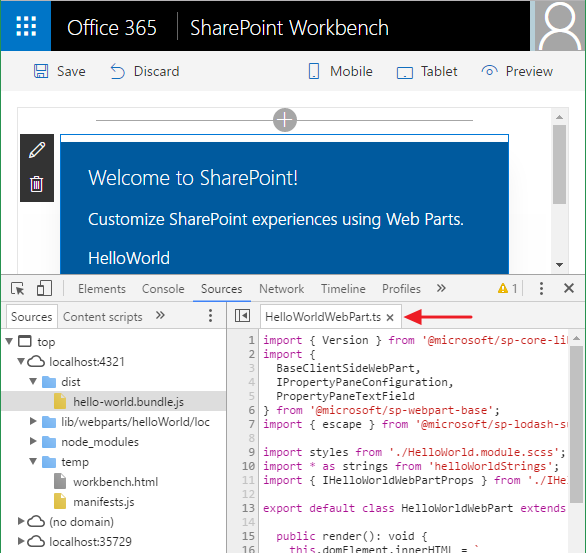 Office 365 SharePoint Workbench
Save Discard Mobile Tablet Preview
Welcome to SharePoint!
Customize SharePoint experiences using Web Parts.
HelloWorld
Elements Console Sources Network Timeline Profiles » 1
Sources Content scripts »
top
localhost:4321
dist
hello-world.bundle.js
lib/webparts/helloWorld/loc
node_modules
temp
workbench.html
manifests.js
(no domain)
localhost:35729
HelloWorldWebPart.ts ×
1 import { Version } from '@microsoft/sp-core-li
2 import {
3 BaseClientSideWebPart,
4 IPropertyPaneConfiguration,
5 PropertyPaneTextField
6 } from '@microsoft/sp-webpart-base';
7 import { escape } from '@microsoft/sp-lodash-su
8
9 import styles from './HelloWorld.module.scss';
10 import * as strings from 'helloWorldStrings';
11 import { IHelloWorldWebPartProps } from './IHe
12
13 export default class HelloWorldWebPart extends
14
15 public render(): void {
16 this.domElement.innerHTML = `